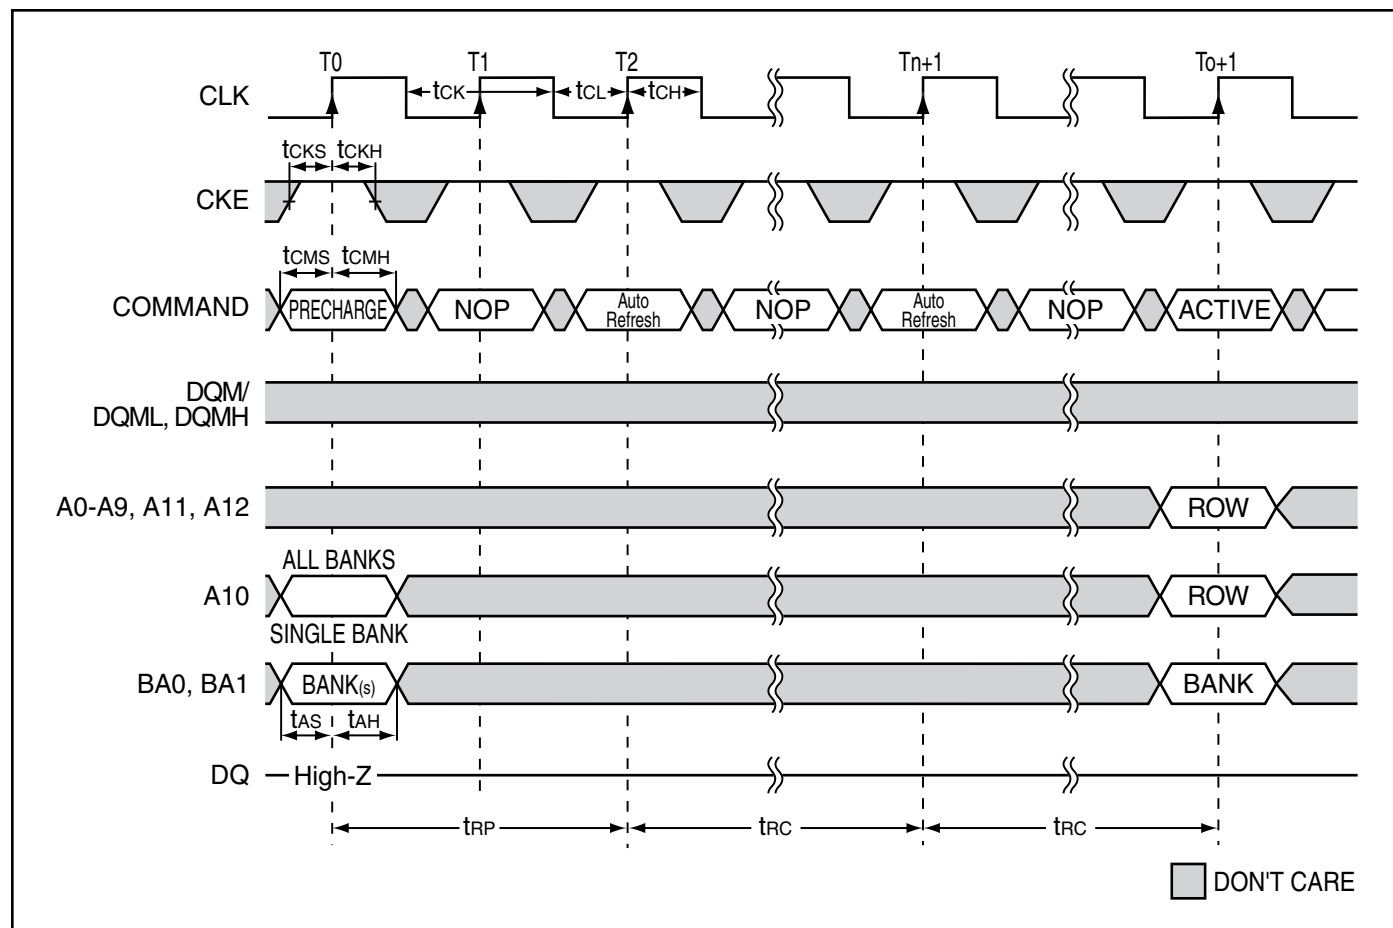 T0 T1 T2 Tn+1 To+1
CLK tCK tCL tCH
tCKS tCKH
CKE
tCMS tCMH
COMMAND PRECHARGE NOP Auto Refresh NOP Auto Refresh NOP ACTIVE
DQM/
DQML, DQMH
A0-A9, A11, A12 ROW
ALL BANKS
A10 ROW
SINGLE BANK
BA0, BA1 BANK(s) BANK
tAS tAH
DQ High-Z
tRP tRC tRC
DON'T CARE